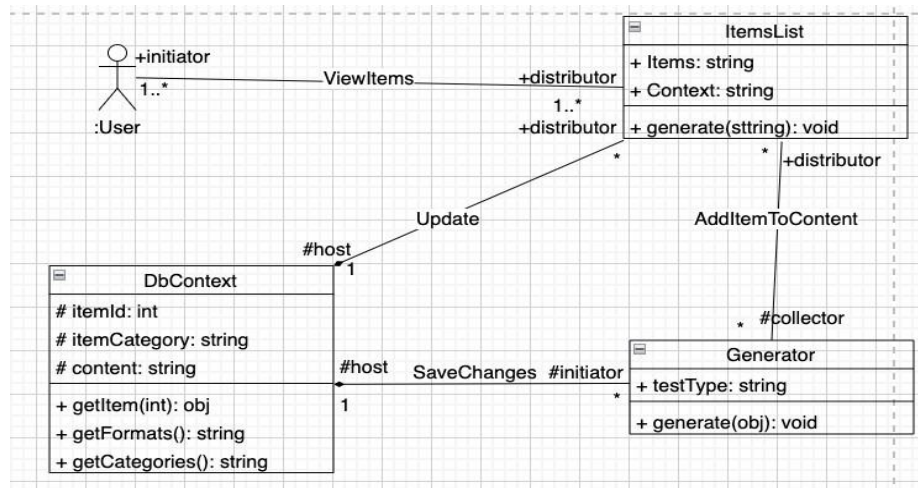 ItemsList
+ Items: string
+ Context: string
+ generate(sttring): void
+initiator
1..*
:User
ViewItems
+distributor
1..*
+distributor
*
*
+distributor
Update
AddItemToContent
#host
1
DbContext
# itemId: int
# itemCategory: string
# content: string
+ getItem(int): obj
+ getFormats(): string
+ getCategories(): string
#host
1
SaveChanges
#initiator
*
*
#collector
Generator
+ testType: string
+ generate(obj): void